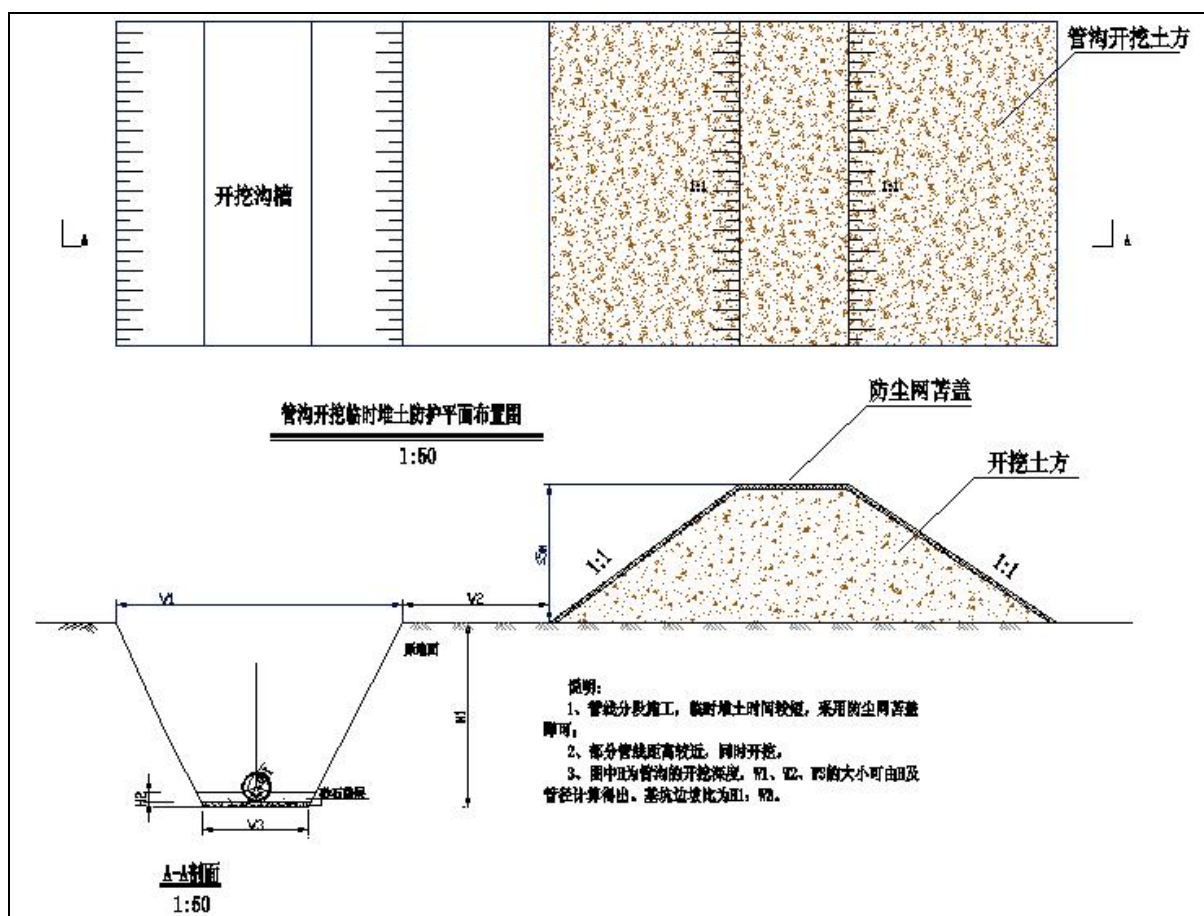 管沟开挖土方
开挖沟槽
1:1
1:1
A
A
管沟开挖临时堆土防护平面布置图
1:50
防尘网苫盖
开挖土方
1:1
1:1
W1
W2
原地面
H1
H2
W3
A-A剖面
1:50
说明:
1、管线分段施工, 临时堆土时间较短, 采用防尘网苫盖
即可;
2、部分管线距离较近, 同时开挖。
3、图中H为管沟的开挖深度, W1、W2、W3的大小可由H及
管径计算得出。基坑边坡比为H1: W3。